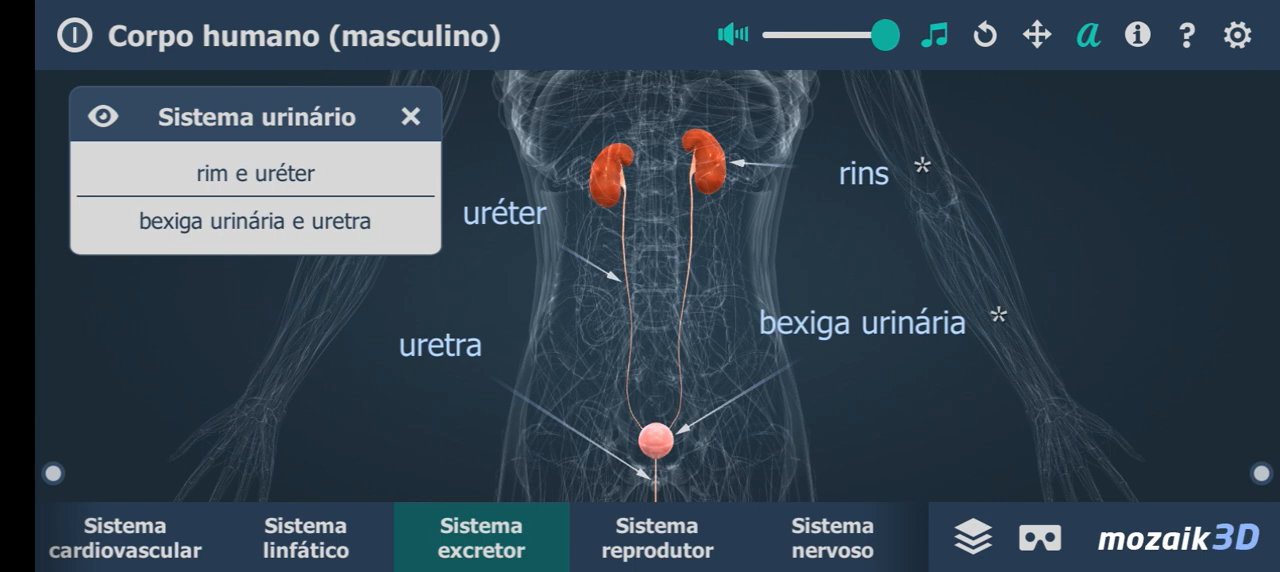 Corpo humano (masculino)
Sistema urinário
rim e uréter
bexiga urinária e uretra
rins *
uréter
bexiga urinária *
uretra
Sistema
cardiovascular
Sistema
linfático
Sistema
excretor
Sistema
reprodutor
Sistema
nervoso
mozaik3D